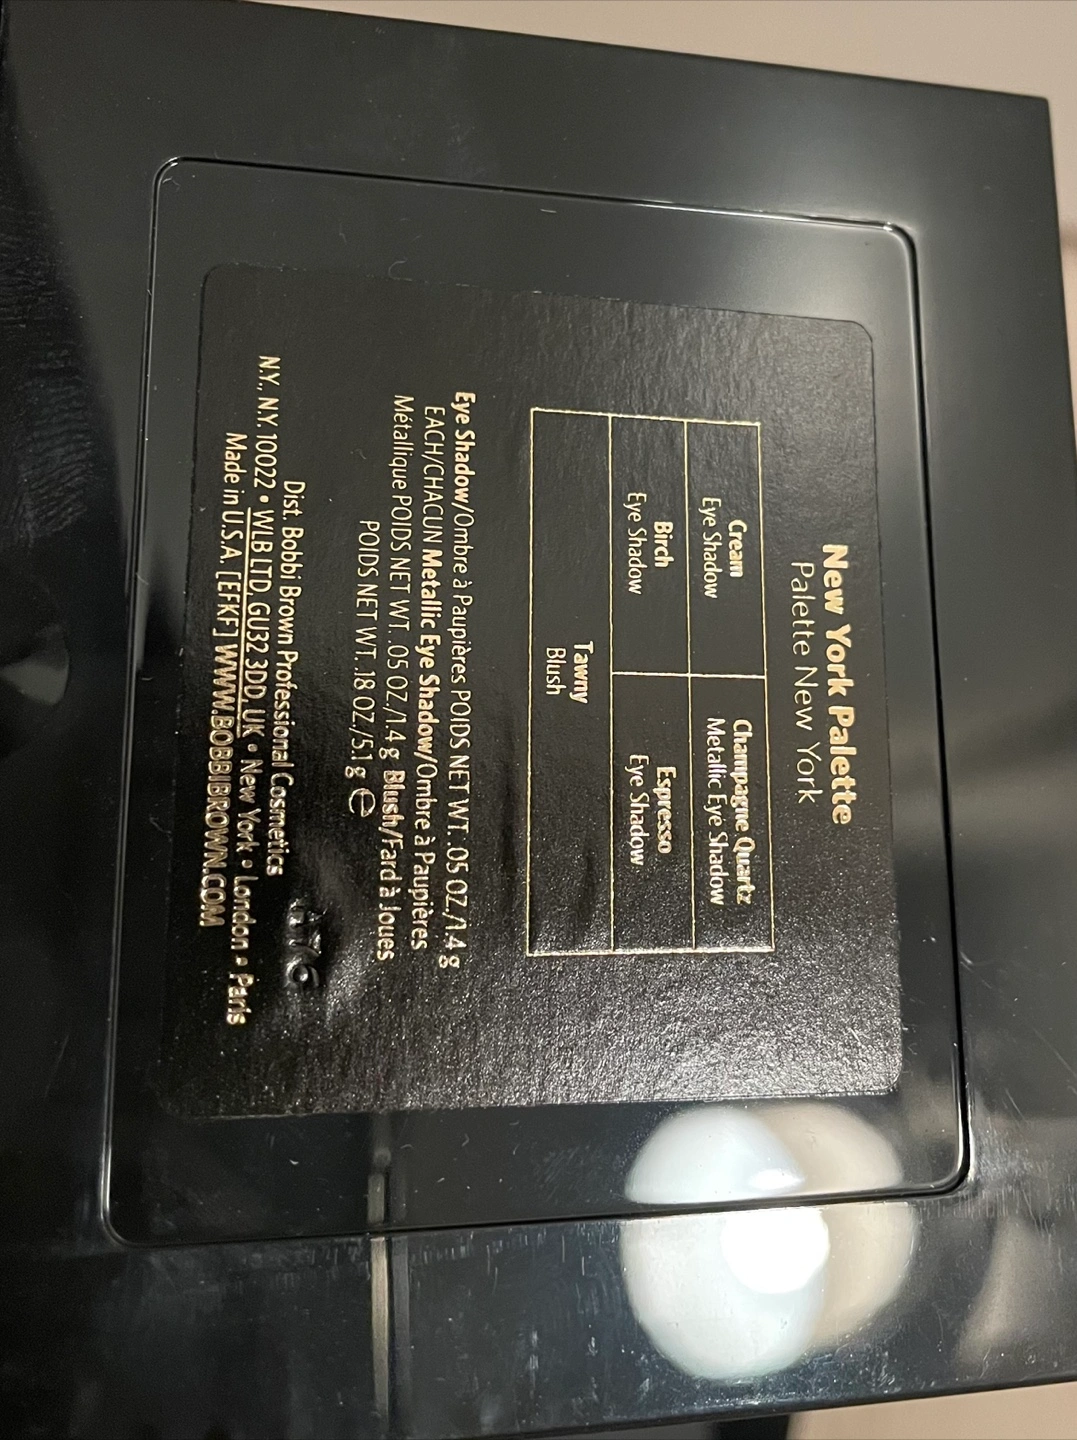 New York Palette
Palette New York
Cream
Eye Shadow
Champagne Quartz
Metallic Eye Shadow
Birch
Eye Shadow
Espresso
Eye Shadow
Tawny
Blush
Eye Shadow/Ombre à Paupières POIDS NET WT. .05 OZ./1.4 g
EACH/CHACUN Metallic Eye Shadow/Ombre à Paupières
Métallique POIDS NET WT. .05 OZ./1.4 g Blush/Fard à Joues
POIDS NET WT. .18 OZ./5.1 g ℮
Dist. Bobbi Brown Professional Cosmetics
N.Y., N.Y. 10022 • WLB LTD, GU32 3DD, UK • New York • London • Paris
Made in U.S.A. [EFKF] WWW.BOBBIBROWN.COM